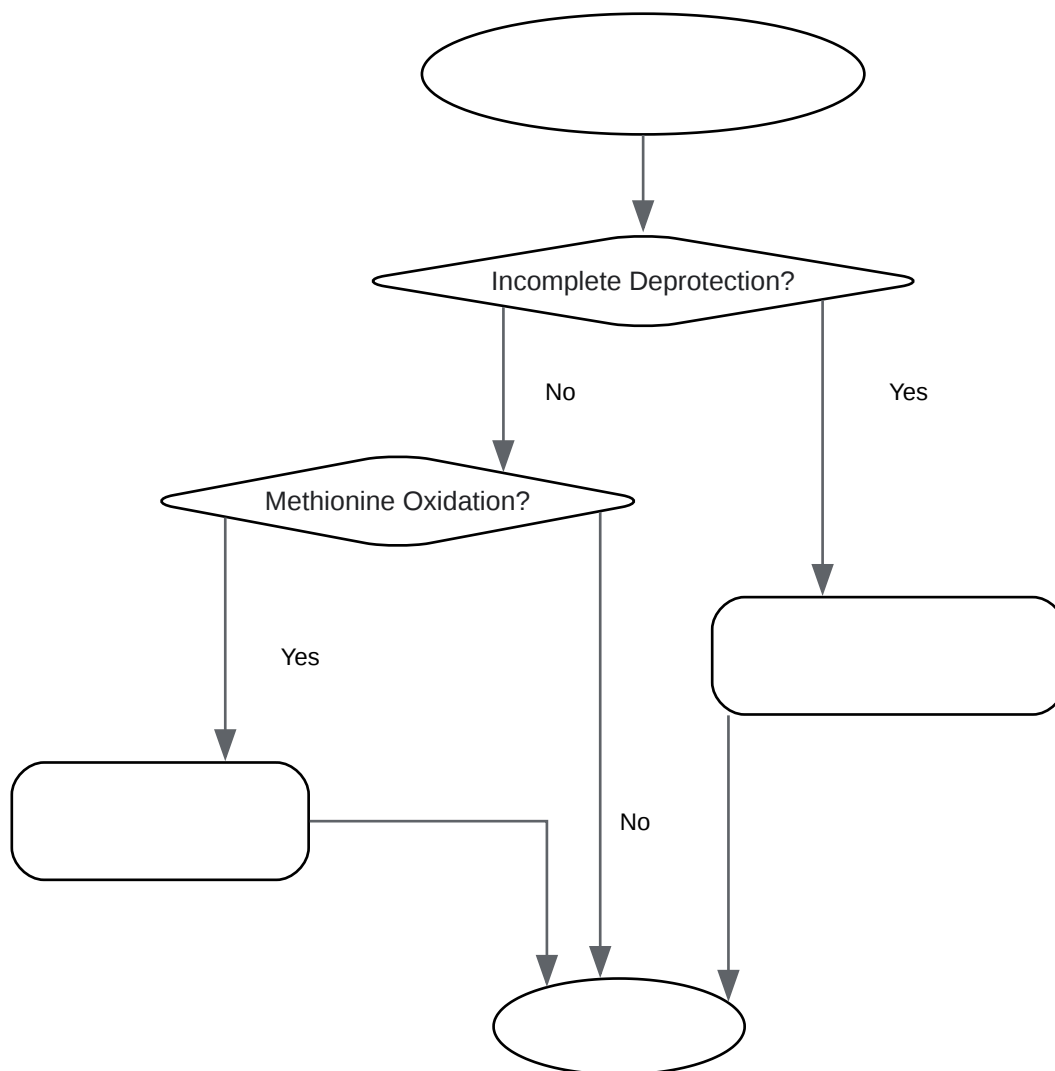 Incomplete Deprotection?
No
Yes
Methionine Oxidation?
Yes
No